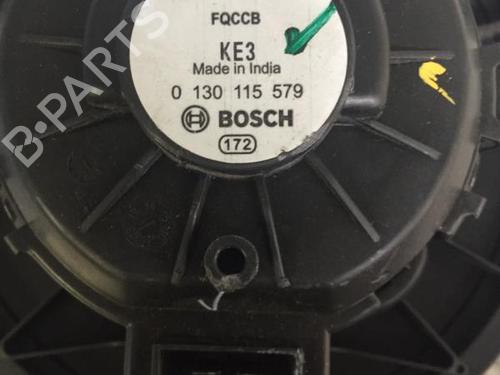 FQCCB
KE3
Made in India
0 130 115 579
BOSCH
172
B-PARTS